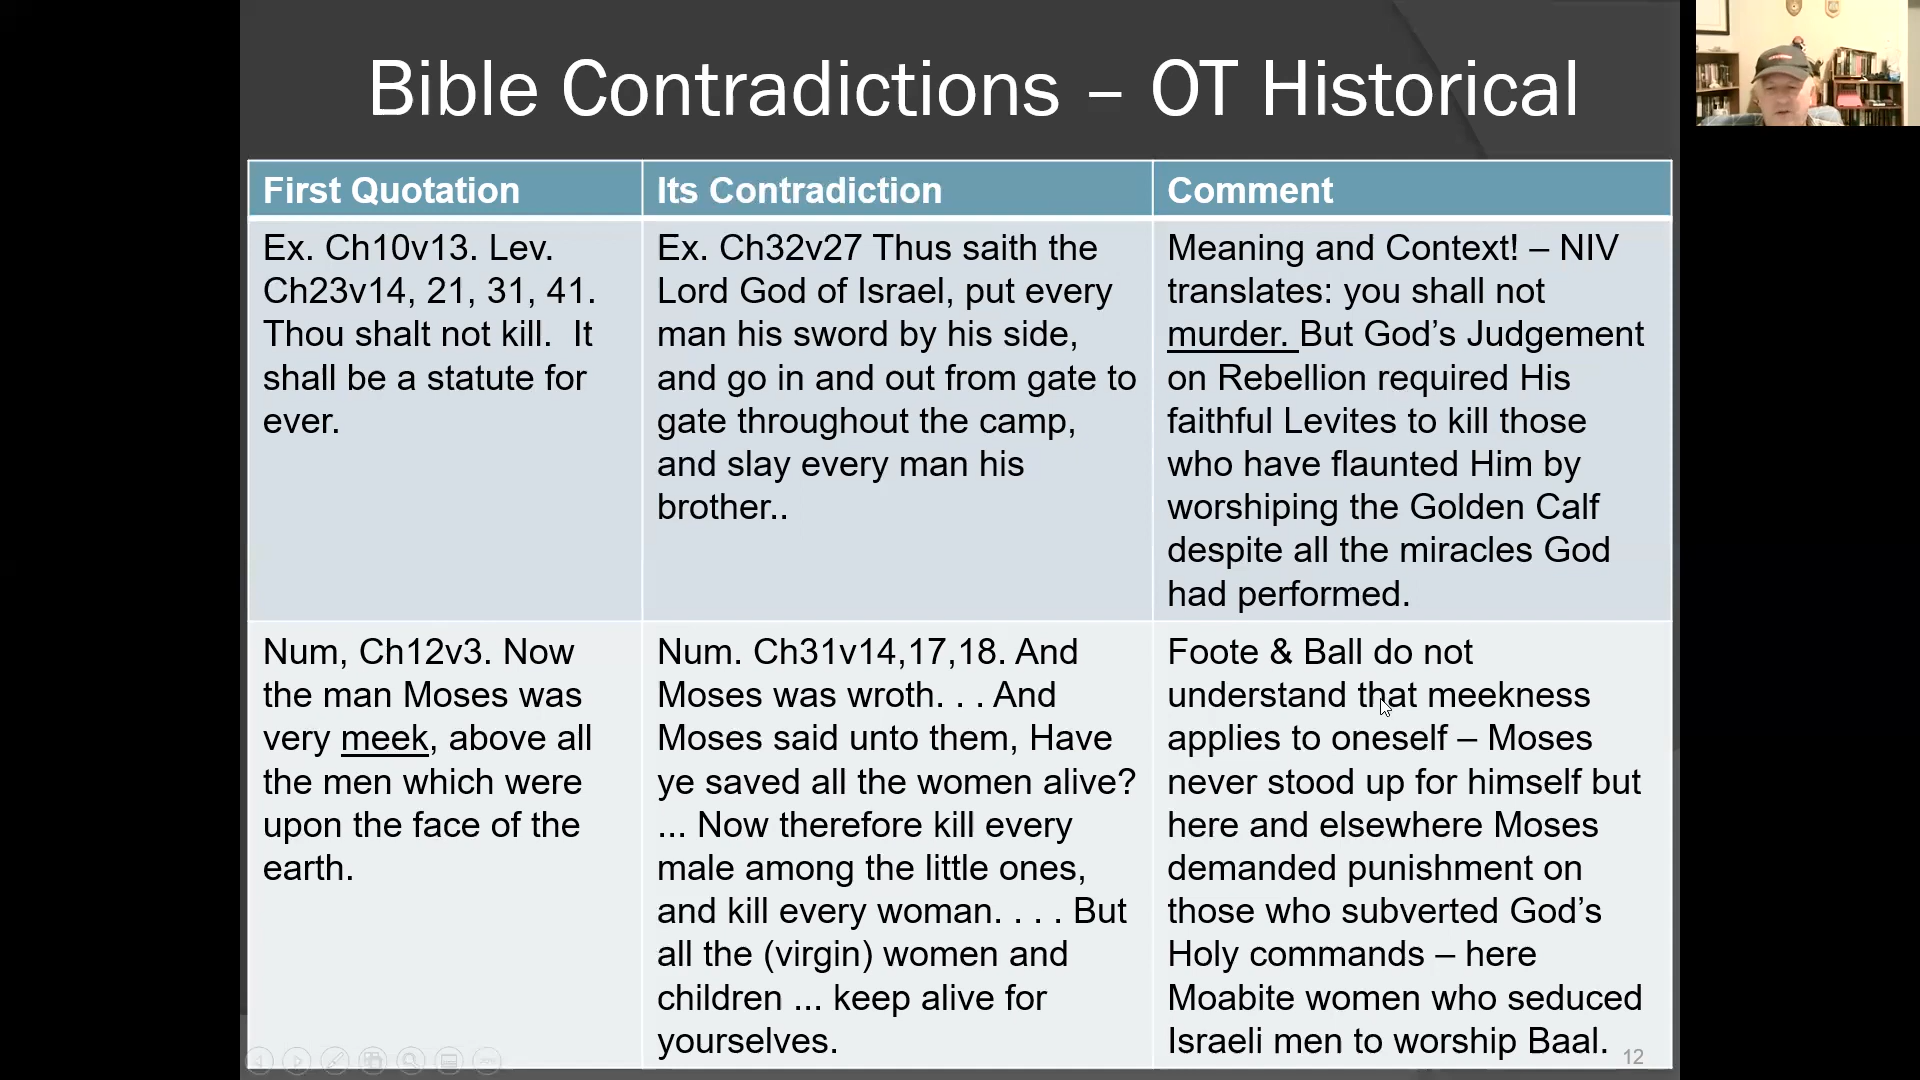 Bible Contradictions – OT Historical
First Quotation
Its Contradiction
Comment
Ex. Ch10v13. Lev.
Ch23v14, 21, 31, 41.
Thou shalt not kill.  It
shall be a statute for
ever.
Ex. Ch32v27 Thus saith the
Lord God of Israel, put every
man his sword by his side,
and go in and out from gate to
gate throughout the camp,
and slay every man his
brother..
Meaning and Context! – NIV
translates: you shall not
murder. But God’s Judgement
on Rebellion required His
faithful Levites to kill those
who have flaunted Him by
worshiping the Golden Calf
despite all the miracles God
had performed.
Num, Ch12v3. Now
the man Moses was
very meek, above all
the men which were
upon the face of the
earth.
Num. Ch31v14,17,18. And
Moses was wroth. . . And
Moses said unto them, Have
ye saved all the women alive?
... Now therefore kill every
male among the little ones,
and kill every woman. . . . But
all the (virgin) women and
children ... keep alive for
yourselves.
Foote & Ball do not
understand that meekness
applies to oneself – Moses
never stood up for himself but
here and elsewhere Moses
demanded punishment on
those who subverted God’s
Holy commands – here
Moabite women who seduced
Israeli men to worship Baal.
12